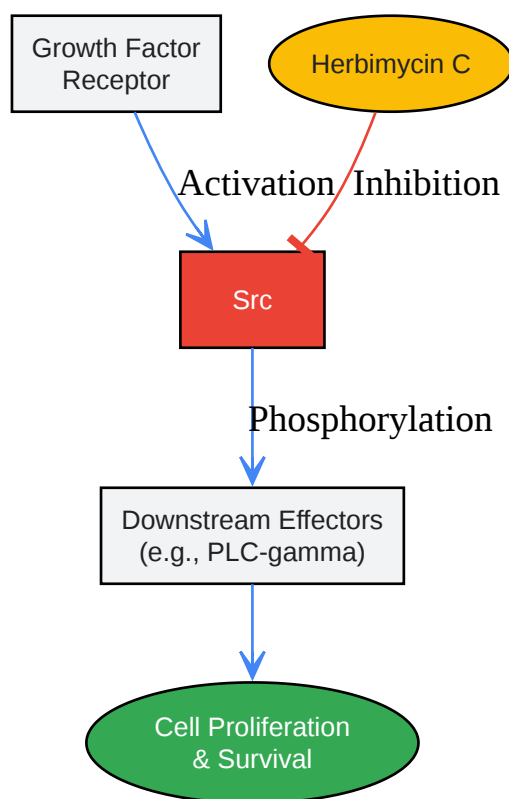 Growth Factor
Receptor
Herbimycin C
Activation
Inhibition
Src
Phosphorylation
Downstream Effectors
(e.g., PLC-gamma)
Cell Proliferation
& Survival